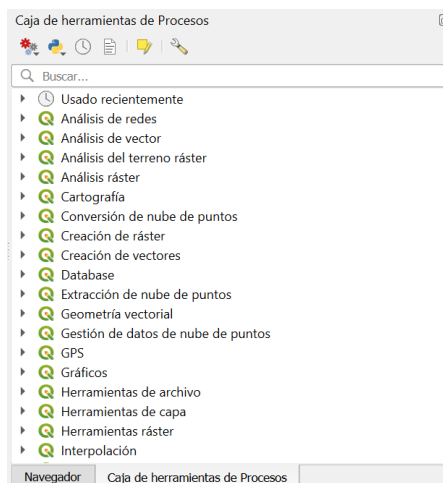 Caja de herramientas de Procesos
Buscar...
Usado recientemente
Análisis de redes
Análisis de vector
Análisis del terreno ráster
Análisis ráster
Cartografía
Conversión de nube de puntos
Creación de ráster
Creación de vectores
Database
Extracción de nube de puntos
Geometría vectorial
Gestión de datos de nube de puntos
GPS
Gráficos
Herramientas de archivo
Herramientas de capa
Herramientas ráster
Interpolación
Navegador Caja de herramientas de Procesos